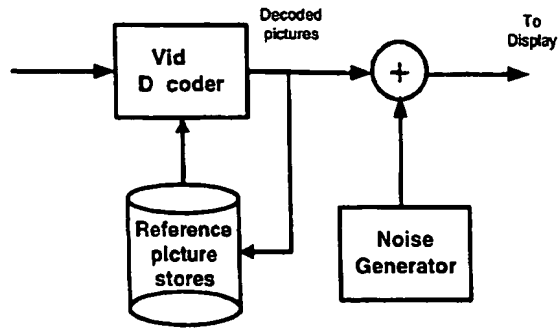 Decoded
pictures
To
Display
Vid
D coder
+
Reference
picture
stores
Noise
Generator